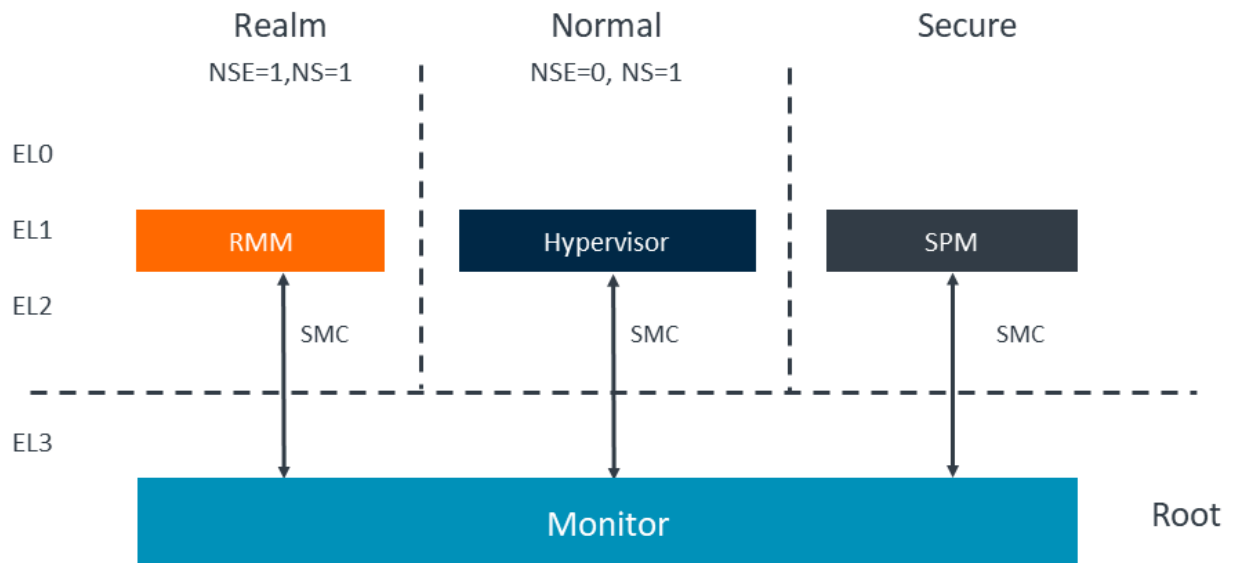 Realm Normal Secure
NSE=1,NS=1 NSE=0, NS=1
EL0
EL1 RMM Hypervisor SPM
EL2
SMC SMC SMC
EL3
Monitor Root